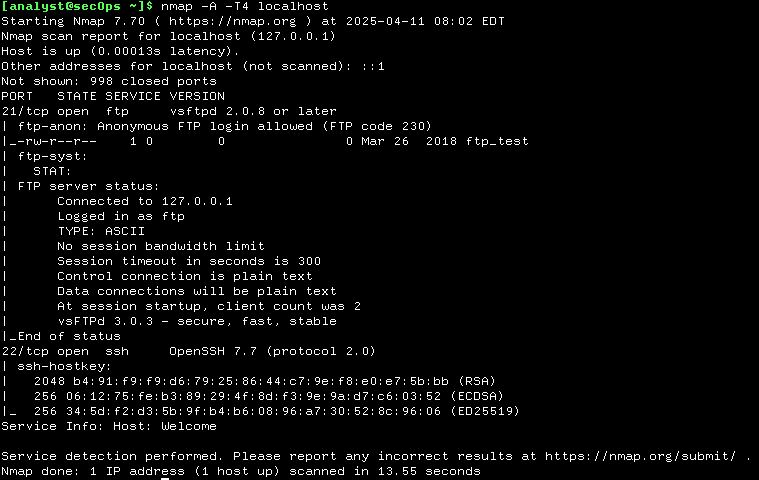 [analyst@secOps ~]$ nmap -A -T4 localhost
Starting Nmap 7.70 ( https://nmap.org ) at 2025-04-11 08:02 EDT
Nmap scan report for localhost (127.0.0.1)
Host is up (0.00013s latency).
Other addresses for localhost (not scanned): ::1
Not shown: 998 closed ports
PORT   STATE SERVICE VERSION
21/tcp open  ftp     vsftpd 2.0.8 or later
| ftp-anon: Anonymous FTP login allowed (FTP code 230)
|_-rw-r--r--    1 0        0               0 Mar 26  2018 ftp_test
| ftp-syst:
|   STAT:
| FTP server status:
|      Connected to 127.0.0.1
|      Logged in as ftp
|      TYPE: ASCII
|      No session bandwidth limit
|      Session timeout in seconds is 300
|      Control connection is plain text
|      Data connections will be plain text
|      At session startup, client count was 2
|      vsFTPd 3.0.3 - secure, fast, stable
|_End of status
22/tcp open  ssh     OpenSSH 7.7 (protocol 2.0)
| ssh-hostkey:
|   2048 b4:91:f9:f9:d6:79:25:86:44:c7:9e:f8:e0:e7:5b:bb (RSA)
|   256 06:12:75:fe:b3:89:29:4f:8d:f3:9e:9a:d7:c6:03:52 (ECDSA)
|_  256 34:5d:f2:d3:5b:9f:b4:b6:08:96:a7:30:52:8c:96:06 (ED25519)
Service Info: Host: Welcome

Service detection performed. Please report any incorrect results at https://nmap.org/submit/ .
Nmap done: 1 IP address (1 host up) scanned in 13.55 seconds